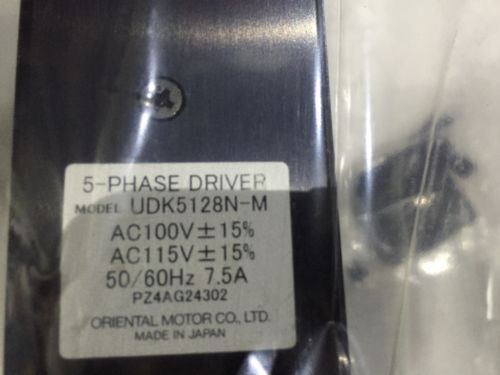 5-PHASE DRIVER
MODEL UDK5128N-M
AC100V±15%
AC115V±15%
50/60Hz 7.5A
PZ4AG24302
ORIENTAL MOTOR CO., LTD.
MADE IN JAPAN